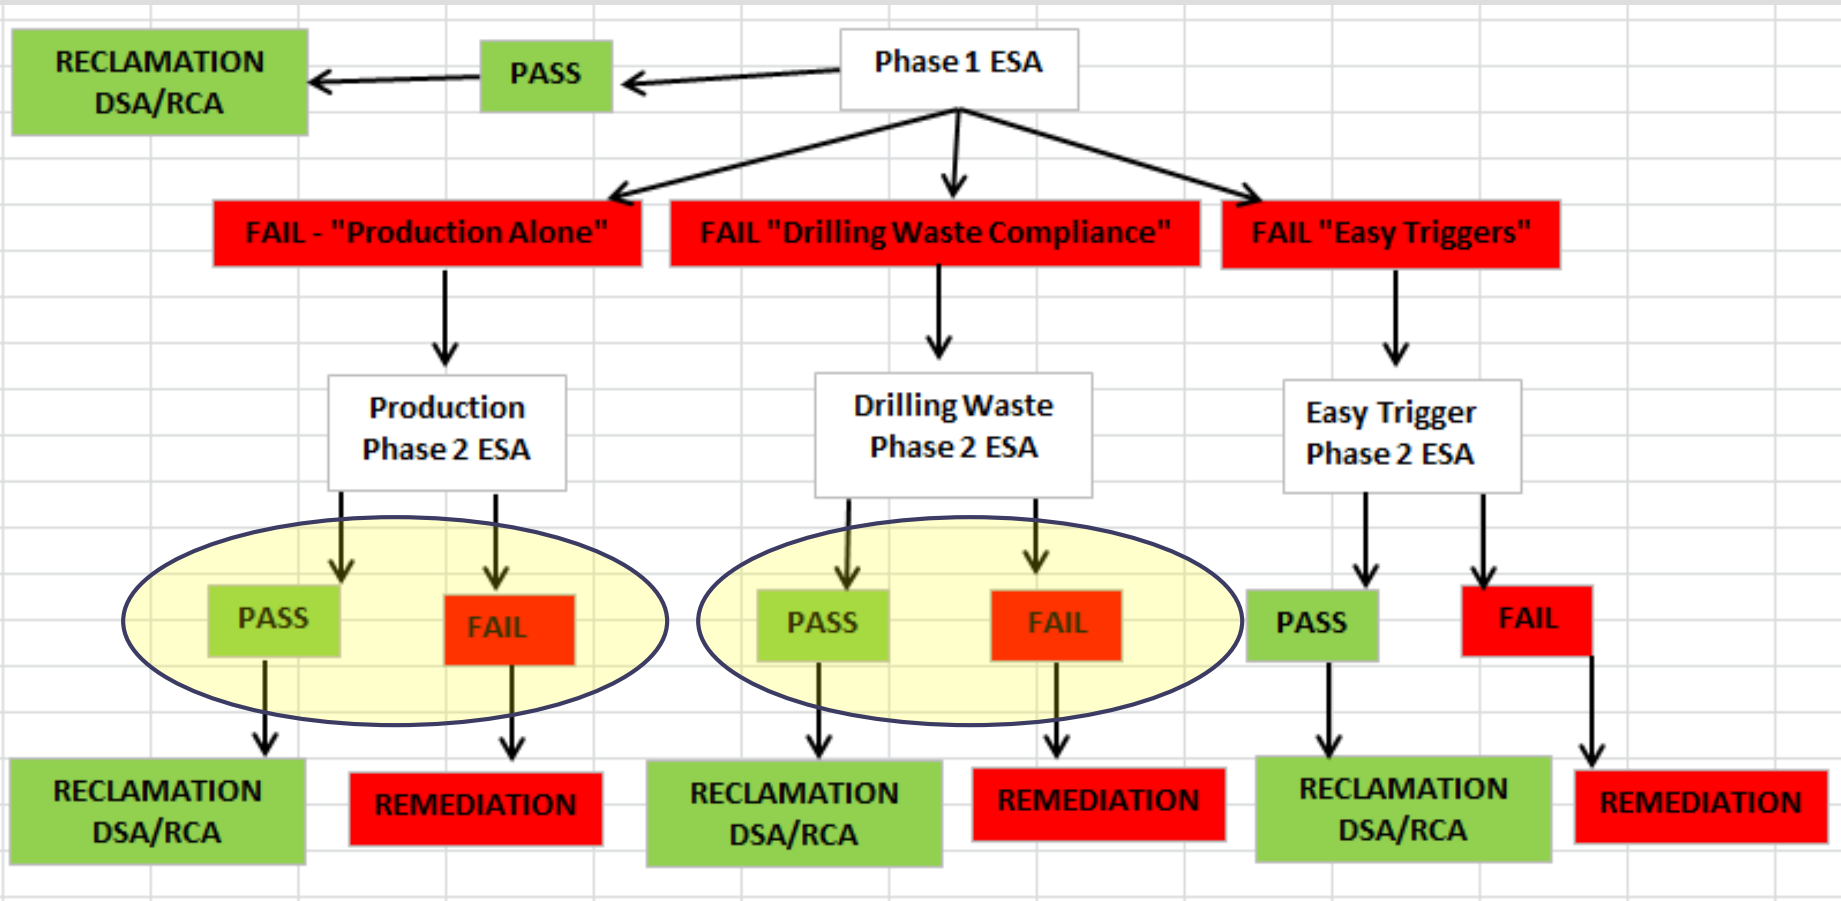 RECLAMATION
DSA/RCA
PASS
Phase 1 ESA
FAIL - "Production Alone"
FAIL "Drilling Waste Compliance"
FAIL "Easy Triggers"
Production
Phase 2 ESA
Drilling Waste
Phase 2 ESA
Easy Trigger
Phase 2 ESA
PASS
FAIL
PASS
FAIL
PASS
FAIL
RECLAMATION
DSA/RCA
REMEDIATION
RECLAMATION
DSA/RCA
REMEDIATION
RECLAMATION
DSA/RCA
REMEDIATION